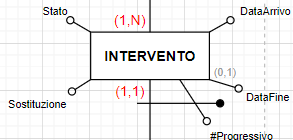 Stato
(1,N)
DataArrivo
INTERVENTO
(0,1)
Sostituzione
(1,1)
DataFine
#Progressivo